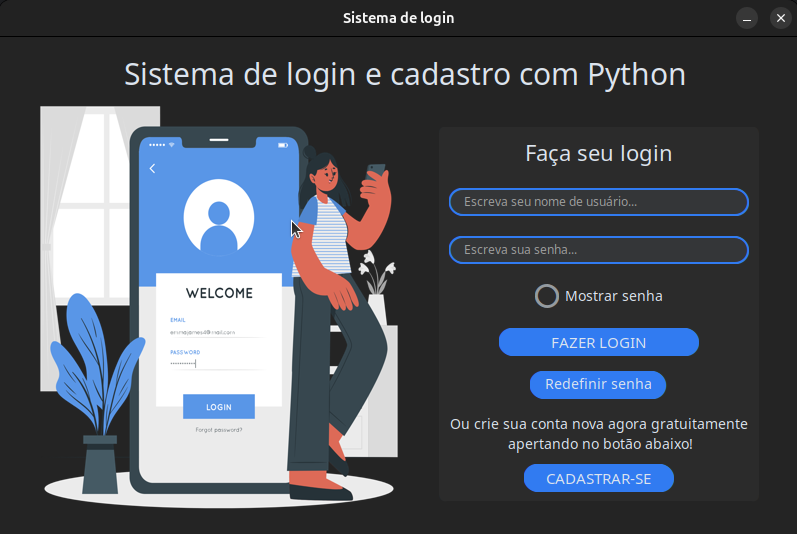 Sistema de login
Sistema de login e cadastro com Python
WELCOME
EMAIL
PASSWORD
LOGIN
Forgot password?
Faça seu login
Escreva seu nome de usuário...
Escreva sua senha...
Mostrar senha
FAZER LOGIN
Redefinir senha
Ou crie sua conta nova agora gratuitamente
apertando no botão abaixo!
CADASTRAR-SE